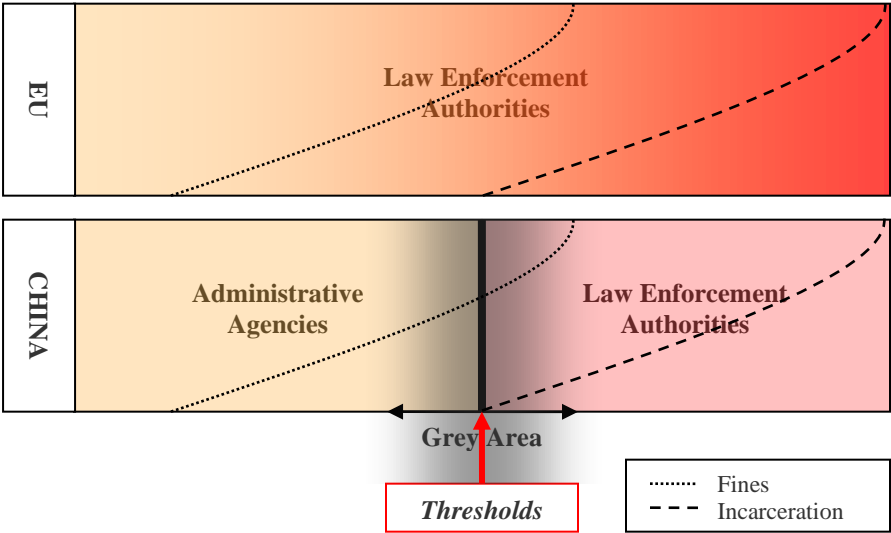 EU
Law Enforcement
Authorities
CHINA
Administrative
Agencies
Law Enforcement
Authorities
Grey Area
Thresholds
Fines
Incarceration